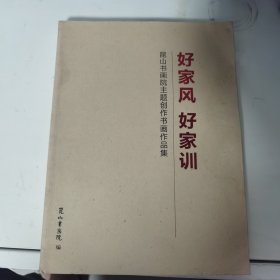 好家风 好家训
昆山书画院主题创作书画作品集
昆山书画院 编